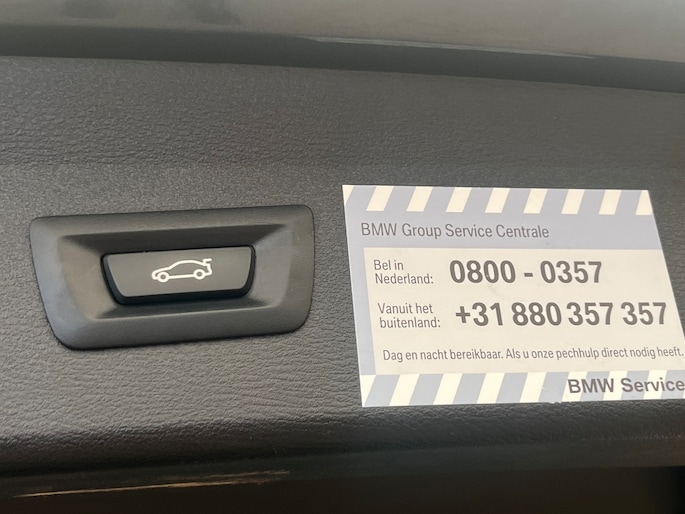 BMW Group Service Centrale
Bel in
Nederland: 0800 - 0357
Vanuit het
buitenland: +31 880 357 357
Dag en nacht bereikbaar. Als u onze pechhulp direct nodig heeft.
BMW Service